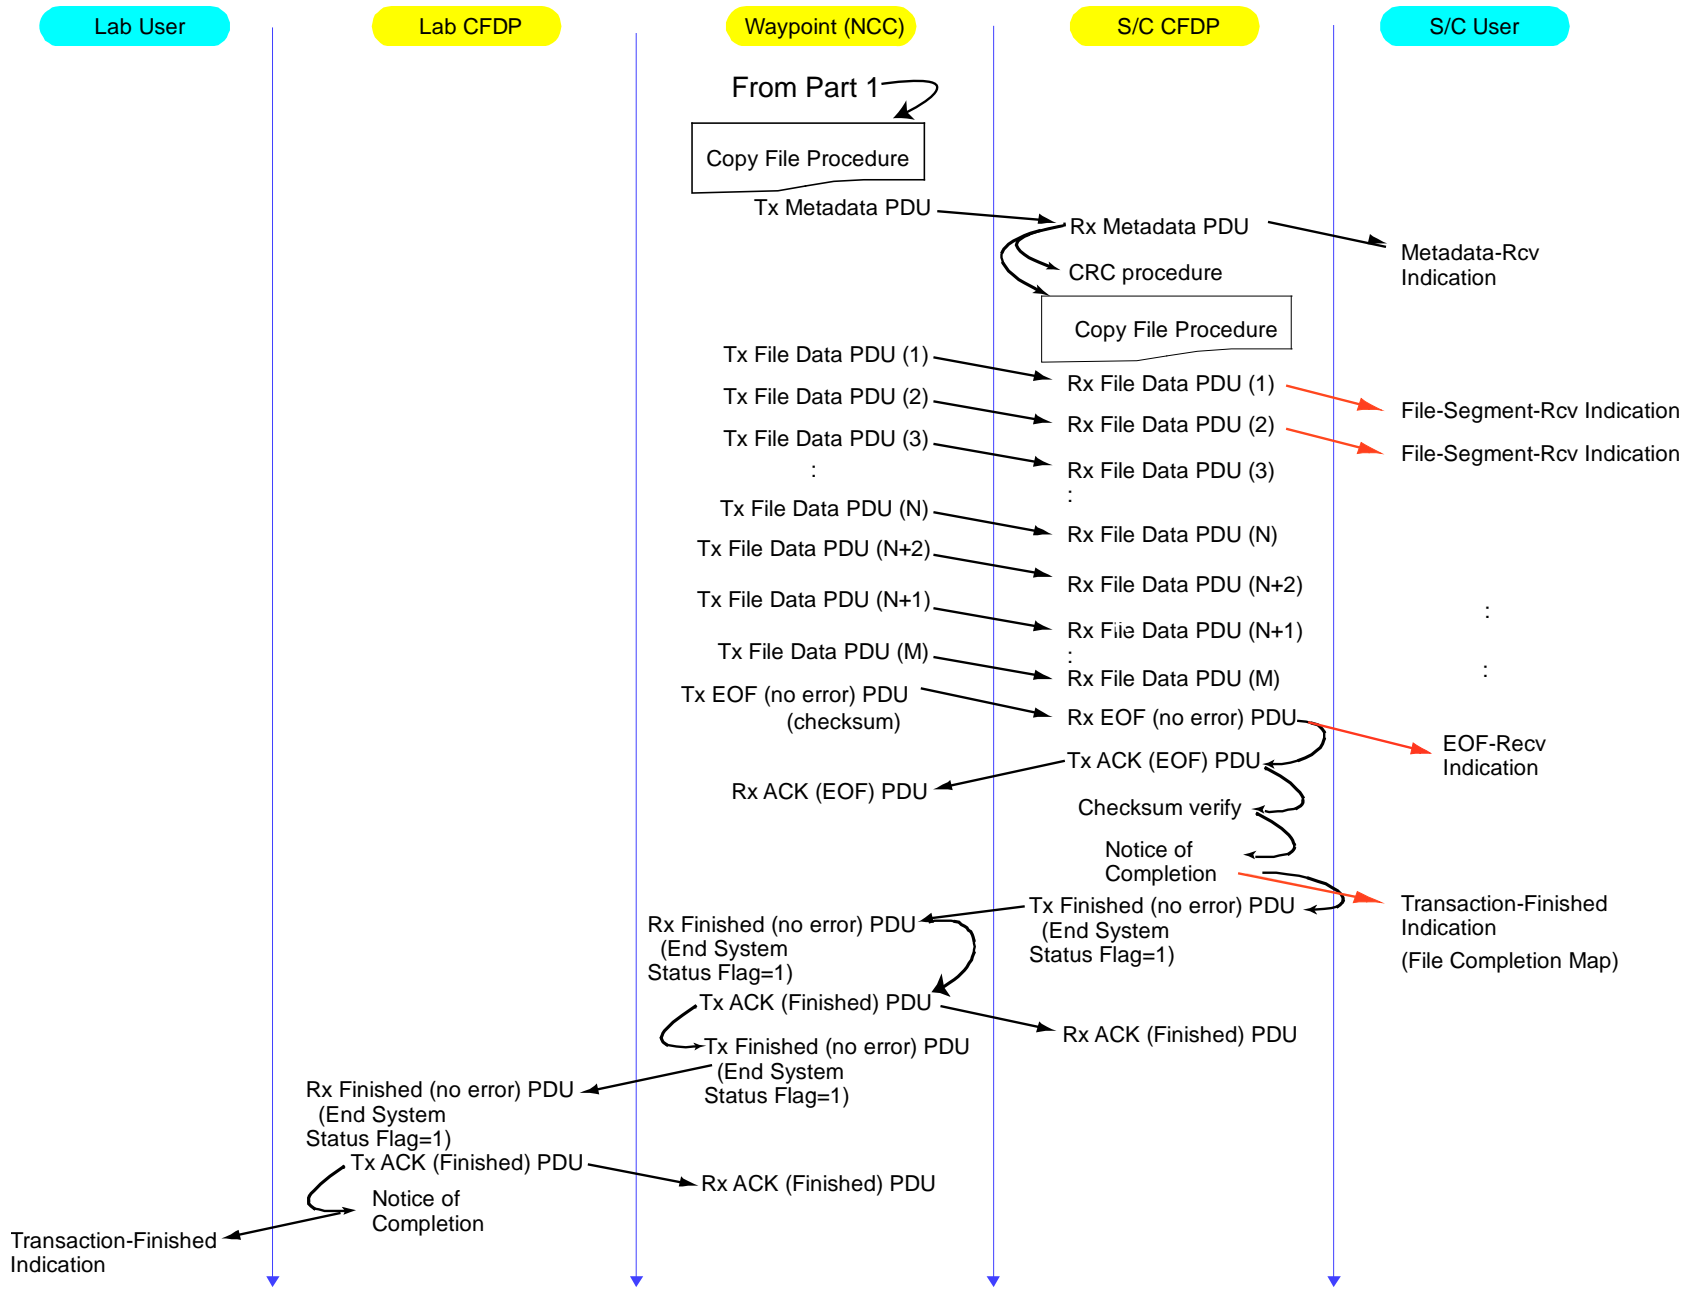 Lab User
Lab CFDP
Waypoint (NCC)
S/C CFDP
S/C User
From Part 1
Copy File Procedure
Tx Metadata PDU
Rx Metadata PDU
Metadata-Rcv
Indication
CRC procedure
Copy File Procedure
Tx File Data PDU (1)
Rx File Data PDU (1)
File-Segment-Rcv Indication
Tx File Data PDU (2)
Rx File Data PDU (2)
File-Segment-Rcv Indication
Tx File Data PDU (3)
Rx File Data PDU (3)
:
:
Tx File Data PDU (N)
Rx File Data PDU (N)
Tx File Data PDU (N+2)
Rx File Data PDU (N+2)
Tx File Data PDU (N+1)
Rx File Data PDU (N+1)
:
:
Tx File Data PDU (M)
Rx File Data PDU (M)
:
Tx EOF (no error) PDU
(checksum)
Rx EOF (no error) PDU
EOF-Recv
Indication
Tx ACK (EOF) PDU
Rx ACK (EOF) PDU
Checksum verify
Notice of
Completion
Transaction-Finished
Indication
(File Completion Map)
Tx Finished (no error) PDU
(End System
Status Flag=1)
Rx Finished (no error) PDU
(End System
Status Flag=1)
Tx ACK (Finished) PDU
Rx ACK (Finished) PDU
Tx Finished (no error) PDU
(End System
Status Flag=1)
Rx Finished (no error) PDU
(End System
Status Flag=1)
Tx ACK (Finished) PDU
Rx ACK (Finished) PDU
Notice of
Completion
Transaction-Finished
Indication